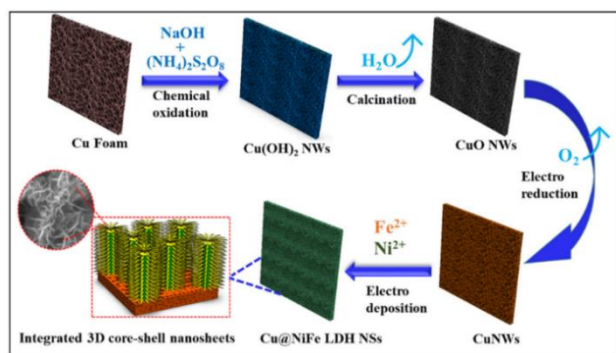 NaOH
+
(NH₄)₂S₂O₈
Chemical
oxidation
H₂O
Calcination
Cu Foam
Cu(OH)₂ NWs
CuO NWs
O₂
Electro
reduction
Fe²⁺
Ni²⁺
Electro
deposition
Integrated 3D core-shell nanosheets
Cu@NiFe LDH NSs
CuNWs